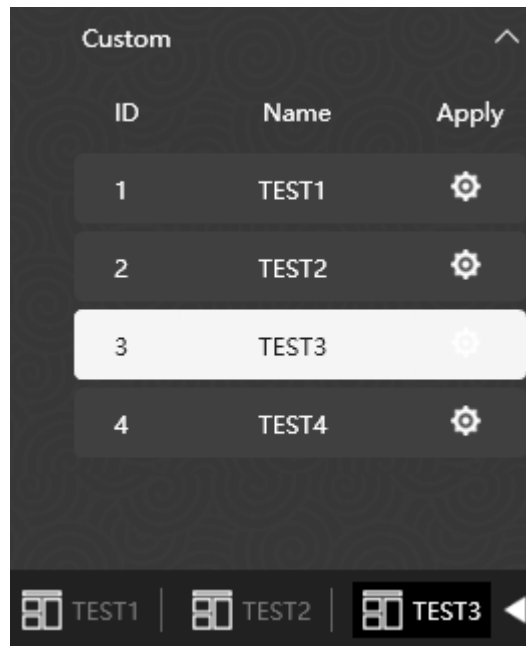 Custom
ID Name Apply
1 TEST1
2 TEST2
3 TEST3
4 TEST4
TEST1 TEST2 TEST3